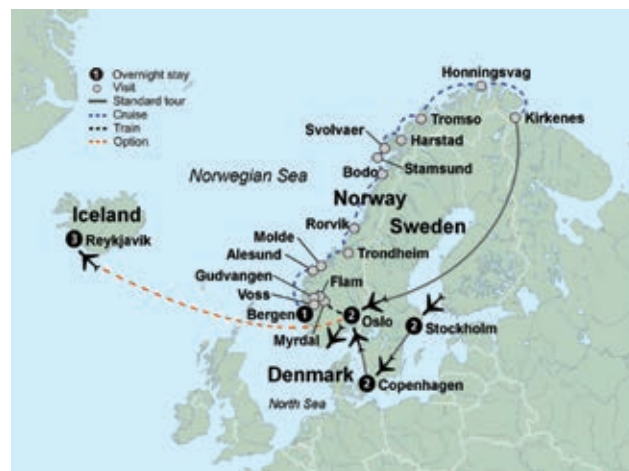 1 Overnight stay
Visit
Standard tour
Cruise
Train
Option
Honningsvag
Kirkenes
Tromso
Harstad
Svolvaer
Stamsund
Bodo
Norwegian Sea
Norway
Sweden
Iceland
3 Reykjavik
Rorvik
Molde
Alesund
Trondheim
Gudvangen
Flam
Voss
Bergen 1
Myrdal
2 Oslo
2 Stockholm
Denmark
2 Copenhagen
North Sea